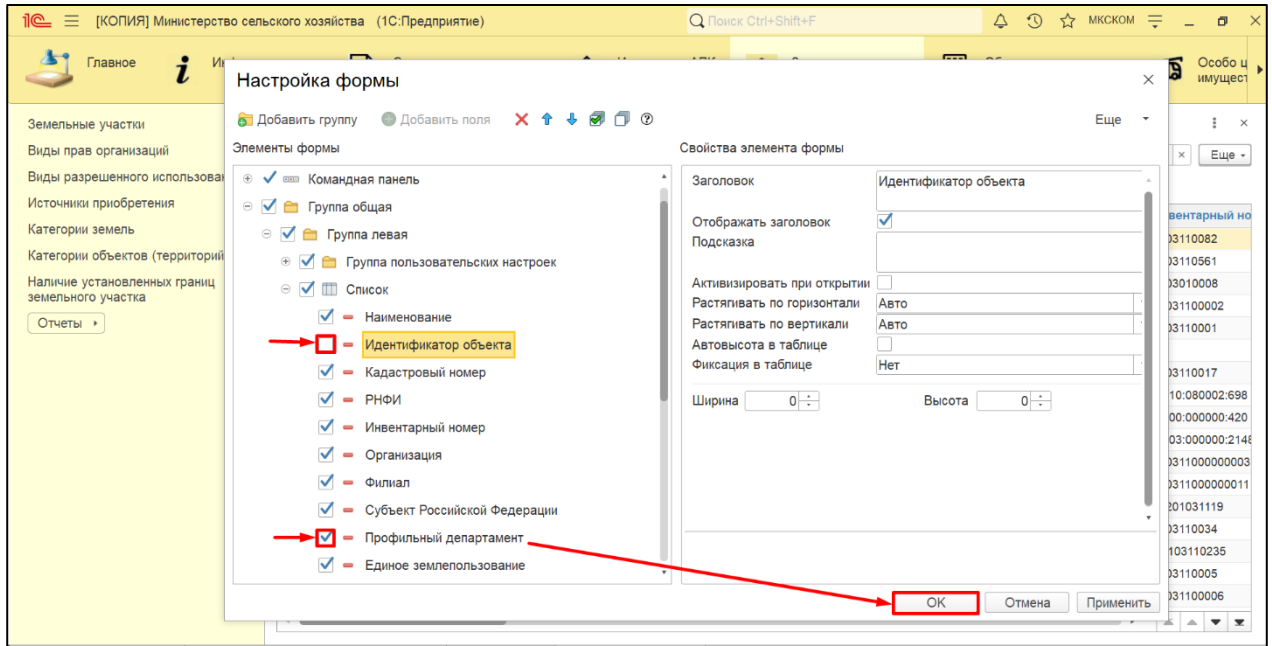 [КОПИЯ] Министерство сельского хозяйства (1С:Предприятие)
Поиск Ctrl+Shift+F
МКСКОМ
Главное
Особо ц
имущест
Настройка формы
Добавить группу
Добавить поля
Еще
Элементы формы
Свойства элемента формы
Земельные участки
Виды прав организаций
Виды разрешенного использован
Источники приобретения
Категории земель
Категории объектов (территорий
Наличие установленных границ
земельного участка
Отчеты
Командная панель
Группа общая
Группа левая
Группа пользовательских настроек
Список
Наименование
Идентификатор объекта
Кадастровый номер
РНФИ
Инвентарный номер
Организация
Филиал
Субъект Российской Федерации
Профильный департамент
Единое землепользование
Заголовок
Идентификатор объекта
Отображать заголовок
Подсказка
Активизировать при открытии
Растягивать по горизонтали
Авто
Растягивать по вертикали
Авто
Автовысота в таблице
Фиксация в таблице
Нет
Ширина
0
Высота
0
OK
Отмена
Применить
Еще
вентарный но
03110082
03110561
03010008
031100002
03110001
03110017
10:080002:698
00:000000:420
03:000000:2148
0311000000003
0311000000011
201031119
03110034
103110235
03110005
031100006